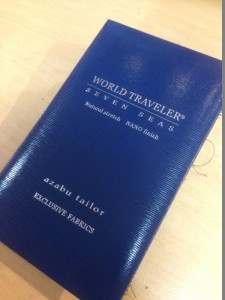 WORLD TRAVELER®
SEVEN SEAS
Natural stretch NANO finish
azabu tailor
EXCLUSIVE FABRICS